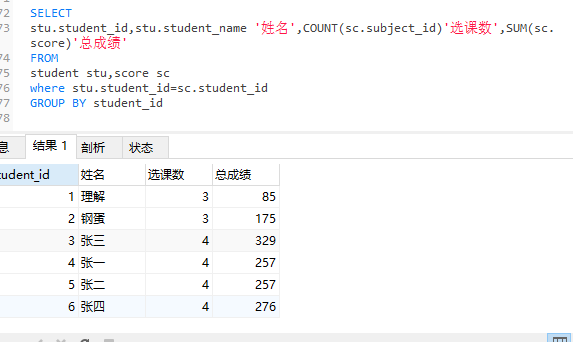 72 SELECT
73 stu.student_id,stu.student_name '姓名',COUNT(sc.subject_id)'选课数',SUM(sc.
score)'总成绩'
74 FROM
75 student stu,score sc
76 where stu.student_id=sc.student_id
77 GROUP BY student_id
78
息 结果 1 剖析 状态
tudent_id 姓名 选课数 总成绩
1 理解 3 85
2 钢蛋 3 175
3 张三 4 329
4 张一 4 257
5 张二 4 257
6 张四 4 276